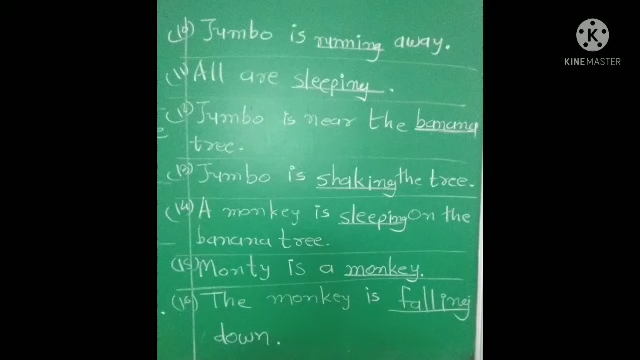 (10) Jumbo is running away.
(11) All are sleeping.
(12) Jumbo is near the banana
tree.
(13) Jumbo is shaking the tree.
(14) A monkey is sleeping on the
banana tree.
(15) Monty is a monkey.
(16) The monkey is falling
down.
KINEMASTER